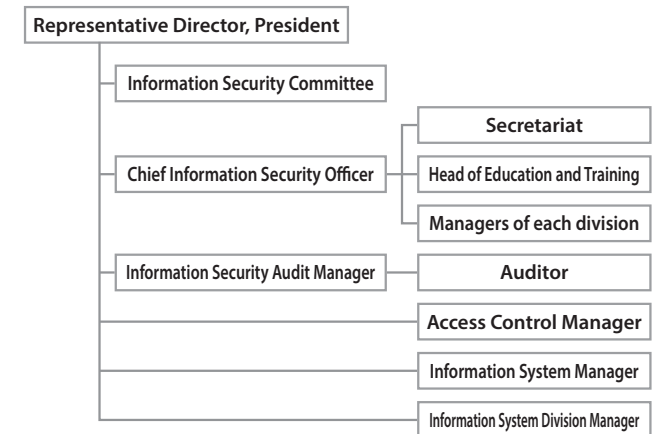 Representative Director, President
Information Security Committee
Secretariat
Chief Information Security Officer
Head of Education and Training
Managers of each division
Information Security Audit Manager
Auditor
Access Control Manager
Information System Manager
Information System Division Manager